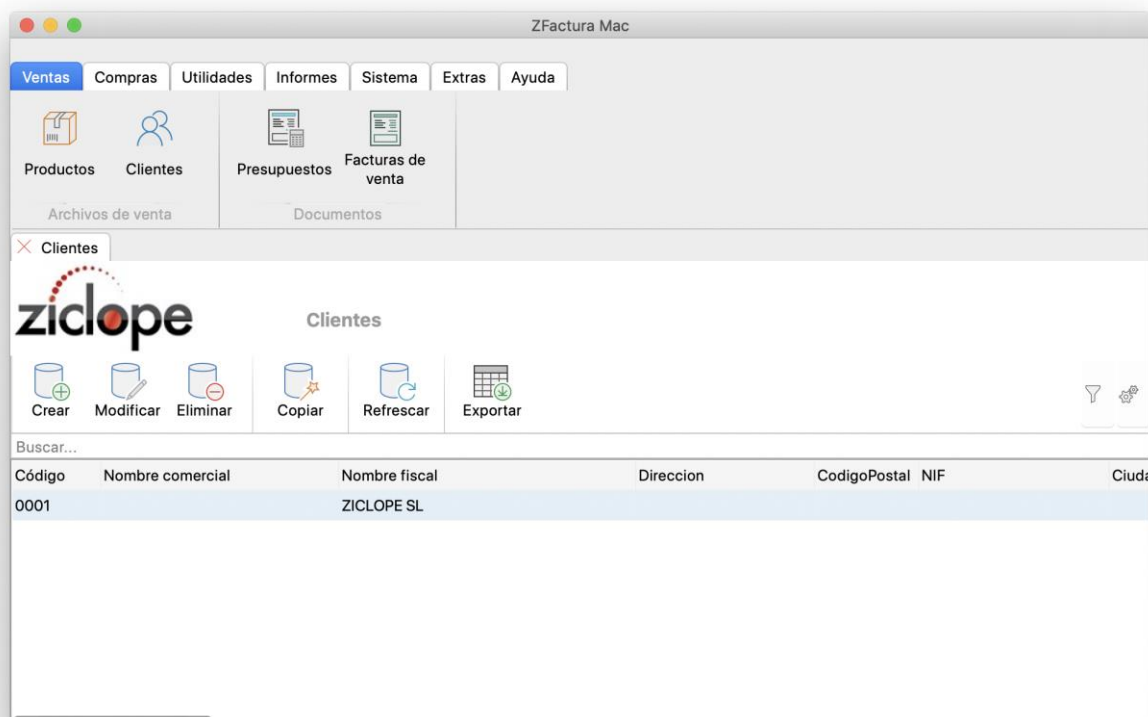 ZFactura Mac
Ventas Compras Utilidades Informes Sistema Extras Ayuda
Productos Clientes Presupuestos Facturas de venta
Archivos de venta Documentos
Clientes
ziclope Clientes
Crear Modificar Eliminar Copiar Refrescar Exportar
Buscar...
Código Nombre comercial Nombre fiscal Direccion CodigoPostal NIF Ciuda
0001 ZICLOPE SL